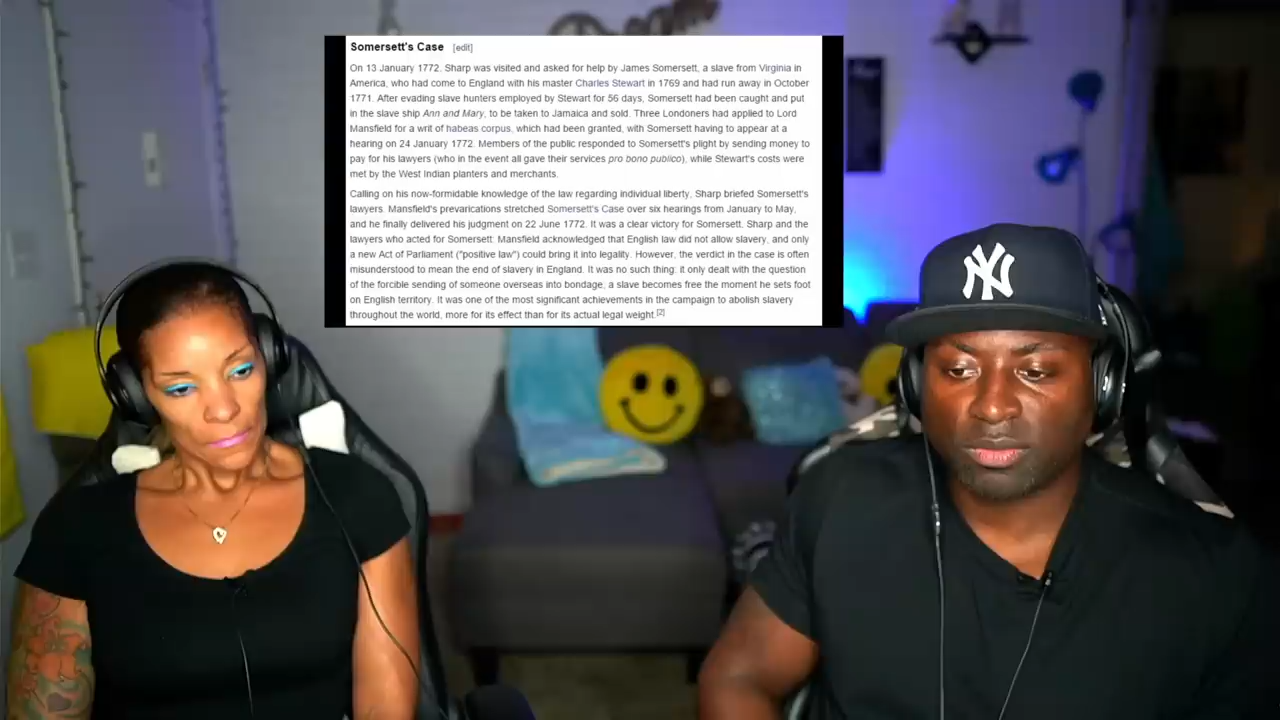 Somersett's Case [edit]
On 13 January 1772, Sharp was visited and asked for help by James Somersett, a slave from Virginia in
America, who had come to England with his master Charles Stewart in 1769 and had run away in October
1771. After evading slave hunters employed by Stewart for 56 days, Somersett had been caught and put
in the slave ship Ann and Mary, to be taken to Jamaica and sold. Three Londoners had applied to Lord
Mansfield for a writ of habeas corpus, which had been granted, with Somersett having to appear at a
hearing on 24 January 1772. Members of the public responded to Somersett's plight by sending money to
pay for his lawyers (who in the event all gave their services pro bono publico), while Stewart's costs were
met by the West Indian planters and merchants.
Calling on his now-formidable knowledge of the law regarding individual liberty, Sharp briefed Somersett's
lawyers. Mansfield's prevarications stretched Somersett's Case over six hearings from January to May,
and he finally delivered his judgment on 22 June 1772. It was a clear victory for Somersett, Sharp and the
lawyers who acted for Somersett: Mansfield acknowledged that English law did not allow slavery, and only
a new Act of Parliament ("positive law") could bring it into legality. However, the verdict in the case is often
misunderstood to mean the end of slavery in England. It was no such thing: it only dealt with the question
of the forcible sending of someone overseas into bondage; a slave becomes free the moment he sets foot
on English territory. It was one of the most significant achievements in the campaign to abolish slavery
throughout the world, more for its effect than for its actual legal weight.[2]
NY